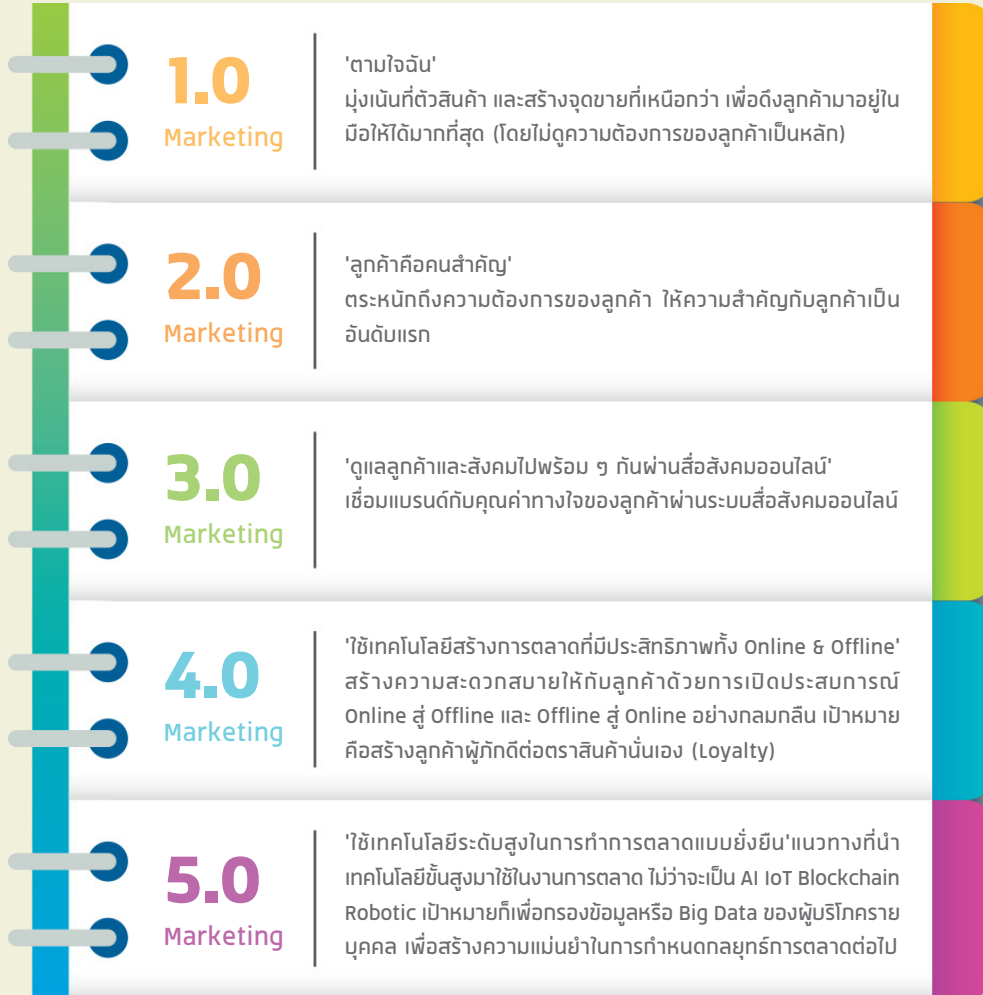 1.0
Marketing
'ตามใจฉัน'
มุ่งเน้นที่ตัวสินค้า และสร้างจุดขายที่เหนือกว่า เพื่อดึงลูกค้ามาอยู่ใน
มือให้ได้มากที่สุด (โดยไม่ดูความต้องการของลูกค้าเป็นหลัก)
2.0
Marketing
'ลูกค้าคือคนสำคัญ'
ตระหนักถึงความต้องการของลูกค้า ให้ความสำคัญกับลูกค้าเป็น
อันดับแรก
3.0
Marketing
'ดูแลลูกค้าและสังคมไปพร้อม ๆ กันผ่านสื่อสังคมออนไลน์'
เชื่อมแบรนด์กับคุณค่าทางใจของลูกค้าผ่านระบบสื่อสังคมออนไลน์
4.0
Marketing
'ใช้เทคโนโลยีสร้างการตลาดที่มีประสิทธิภาพทั้ง Online & Offline'
สร้างความสะดวกสบายให้กับลูกค้าด้วยการเปิดประสบการณ์
Online สู่ Offline และ Offline สู่ Online อย่างกลมกลืน เป้าหมาย
คือสร้างลูกค้าผู้ภักดีต่อตราสินค้านั่นเอง (Loyalty)
5.0
Marketing
'ใช้เทคโนโลยีระดับสูงในการทำการตลาดแบบยั่งยืน'แนวทางที่นำ
เทคโนโลยีขั้นสูงมาใช้ในงานการตลาด ไม่ว่าจะเป็น AI IoT Blockchain
Robotic เป้าหมายก็เพื่อกรองข้อมูลหรือ Big Data ของผู้บริโภคราย
บุคคล เพื่อสร้างความแม่นยำในการกำหนดกลยุทธ์การตลาดต่อไป